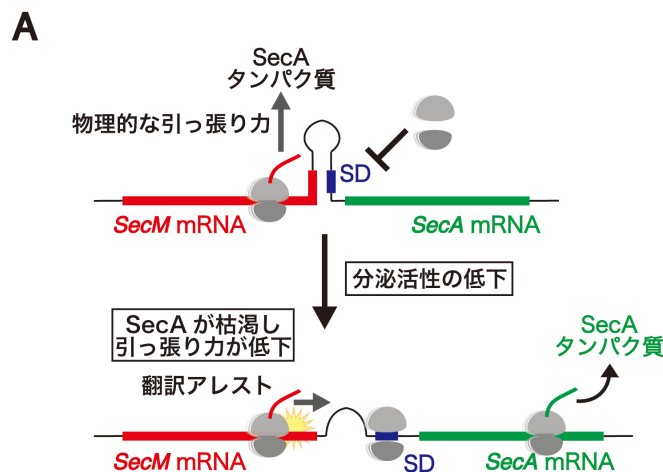 A
SecA
タンパク質
物理的な引っ張り力
SD
SecM mRNA
SecA mRNA
分泌活性の低下
SecA が枯渇し
引っ張り力が低下
SecA
タンパク質
翻訳アレスト
SecM mRNA
SD
SecA mRNA